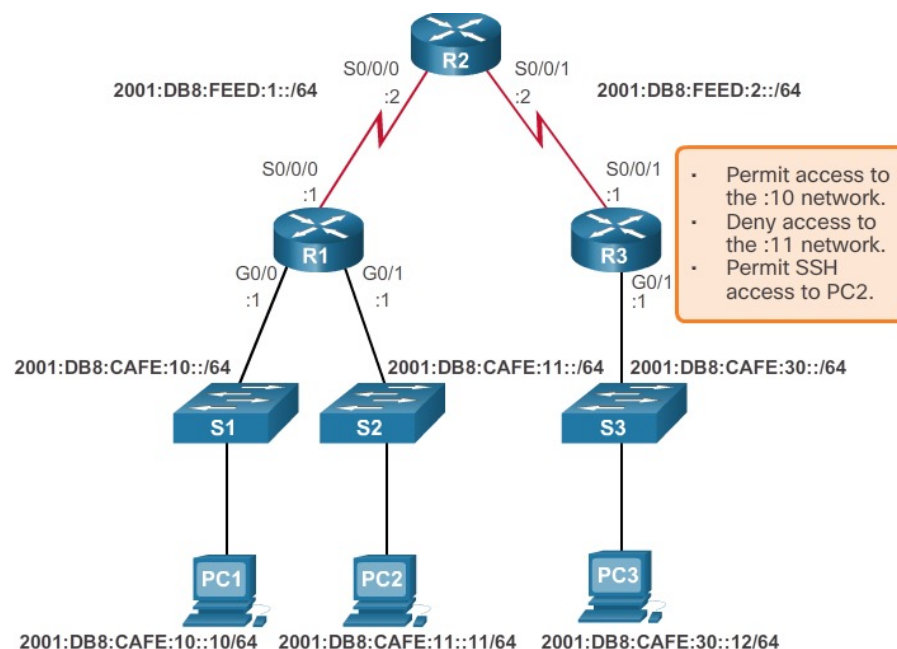 R2
S0/0/0
S0/0/1
2001:DB8:FEED:1::/64
:2
:2
2001:DB8:FEED:2::/64
S0/0/0
:1
S0/0/1
:1
· Permit access to
the :10 network.
· Deny access to
the :11 network.
· Permit SSH
access to PC2.
R1
R3
G0/0
:1
G0/1
:1
G0/1
:1
2001:DB8:CAFE:10::/64
2001:DB8:CAFE:11::/64
2001:DB8:CAFE:30::/64
S1
S2
S3
PC1
PC2
PC3
2001:DB8:CAFE:10::10/64
2001:DB8:CAFE:11::11/64
2001:DB8:CAFE:30::12/64